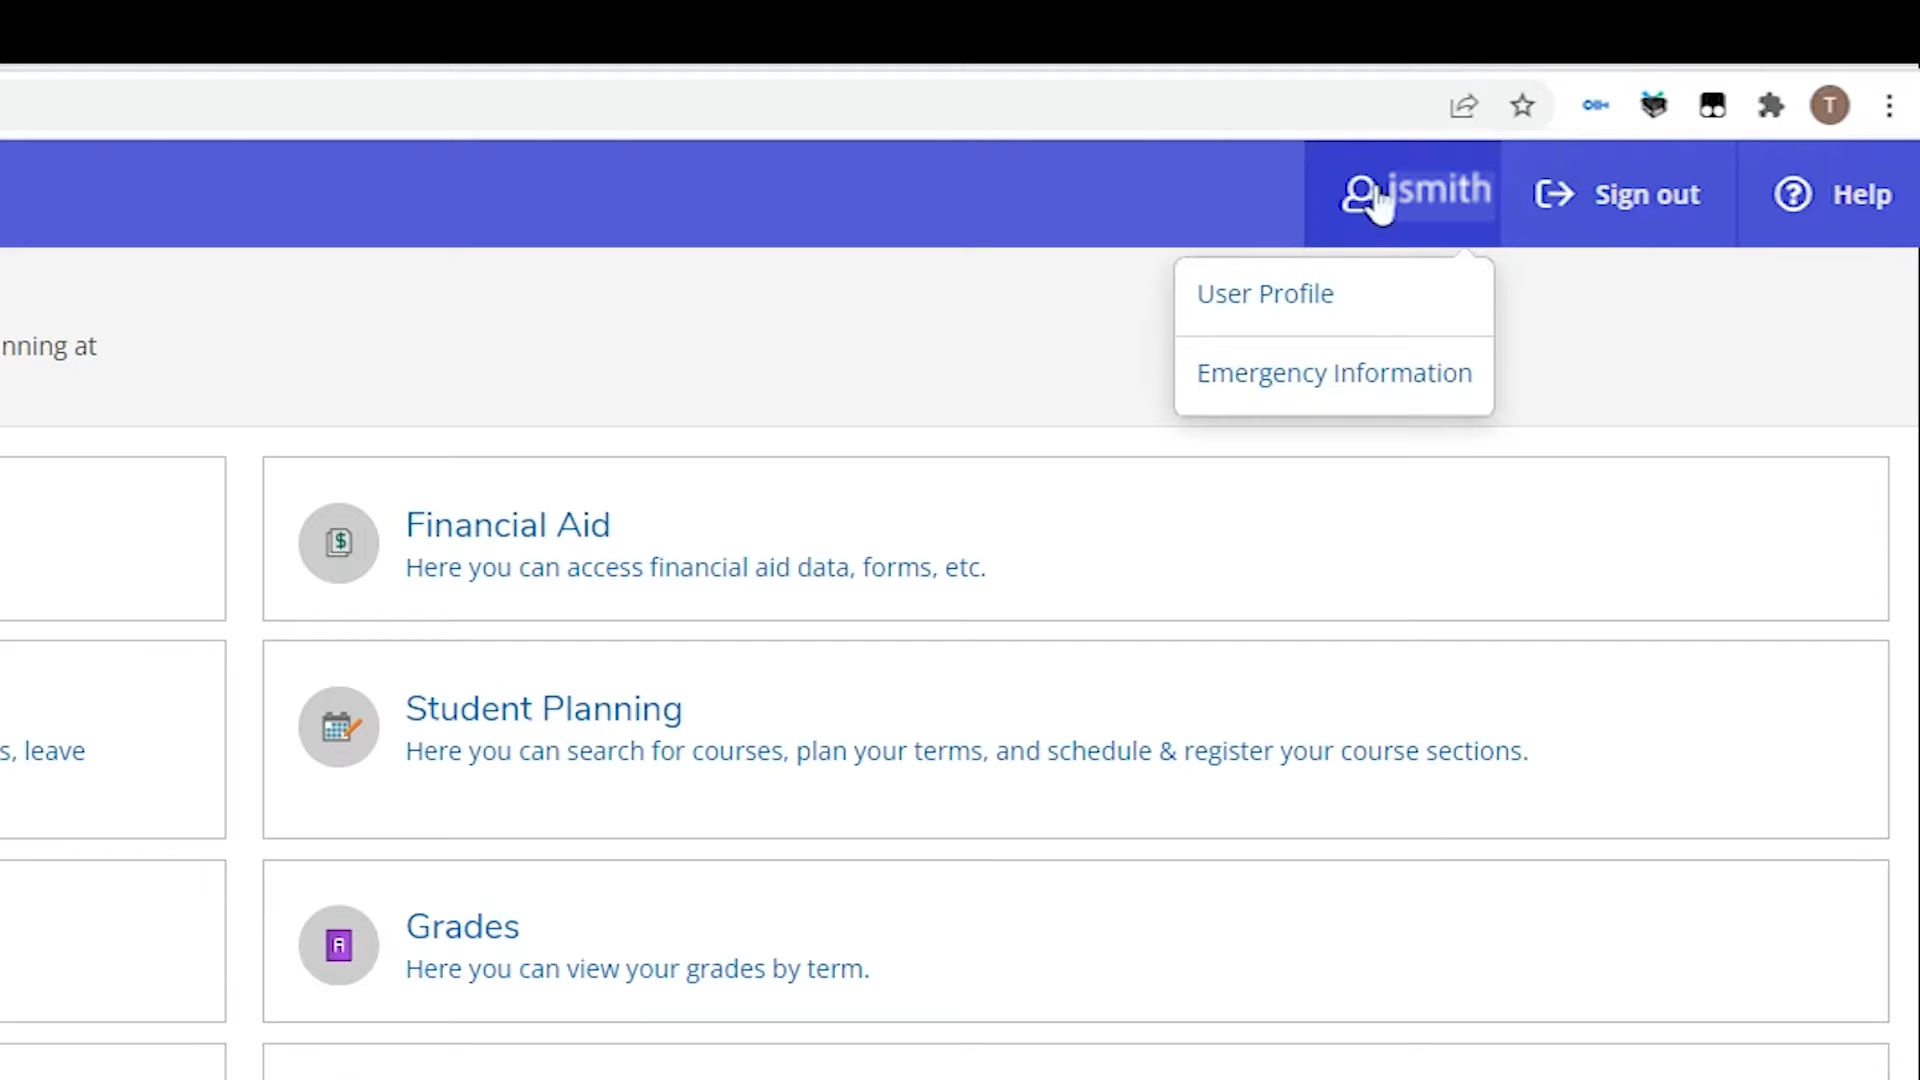 T
jsmith
Sign out
Help
User Profile
nning at
Emergency Information
Financial Aid
Here you can access financial aid data, forms, etc.
Student Planning
s, leave
Here you can search for courses, plan your terms, and schedule & register your course sections.
A
Grades
Here you can view your grades by term.